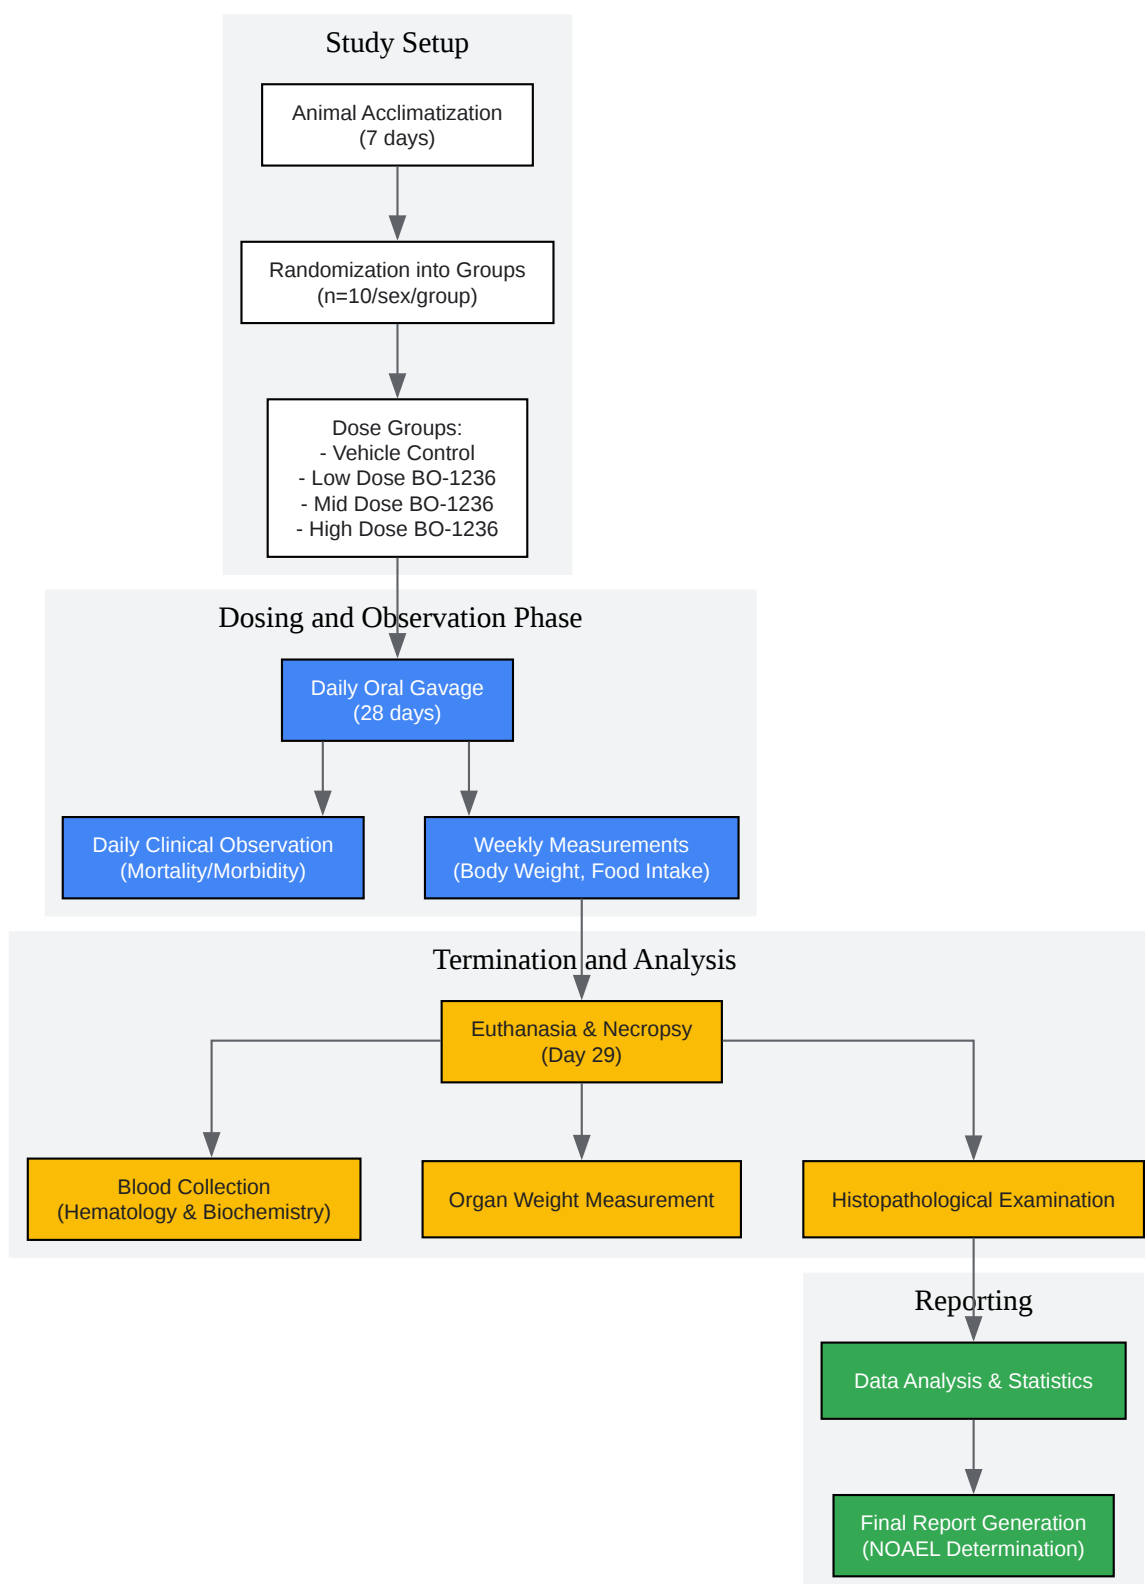 Study Setup
Animal Acclimatization
(7 days)
Randomization into Groups
(n=10/sex/group)
Dose Groups:
- Vehicle Control
- Low Dose BO-1236
- Mid Dose BO-1236
- High Dose BO-1236
Dosing and Observation Phase
Daily Oral Gavage
(28 days)
Daily Clinical Observation
(Mortality/Morbidity)
Weekly Measurements
(Body Weight, Food Intake)
Termination and Analysis
Euthanasia & Necropsy
(Day 29)
Blood Collection
(Hematology & Biochemistry)
Organ Weight Measurement
Histopathological Examination
Reporting
Data Analysis & Statistics
Final Report Generation
(NOAEL Determination)